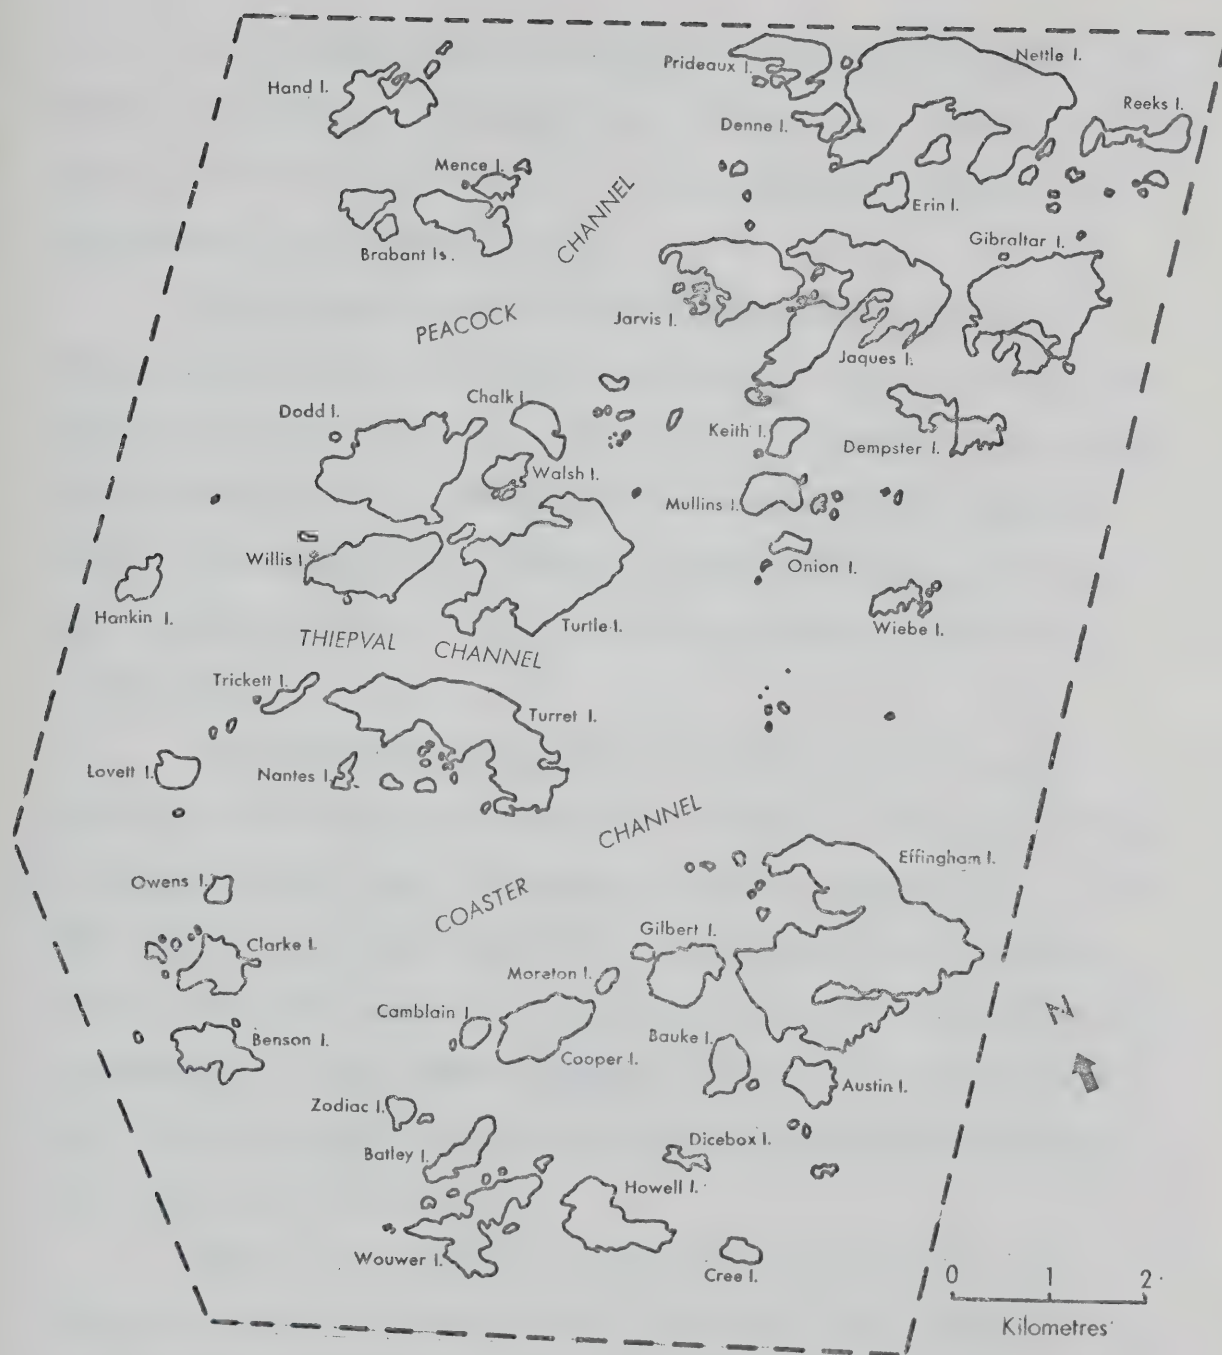 Prideaux I.
Nettle I.
Hand I.
Reeks I.
Denne I.
Mence I.
CHANNEL
Erin I.
Brabant Is.
Gibraltar I.
PEACOCK
Jarvis I.
Jaques I.
Chalk I.
Dodd I.
Keith I.
Dempster I.
Walsh I.
Mullins I.
Willis I.
Onion I.
Hankin I.
Turtle I.
Wiebe I.
THIEPVAL CHANNEL
Trickett I.
Turret I.
Lovett I.
Nantes I.
CHANNEL
Effingham I.
Owens I.
COASTER
Gilbert I.
Clarke I.
Moreton I.
Camblain I.
N
Benson I.
Cooper I.
Bauke I.
Austin I.
Zodiac I.
Dicebox I.
Batley I.
Howell I.
Wouwer I.
Cree I.
0 1 2
Kilometres